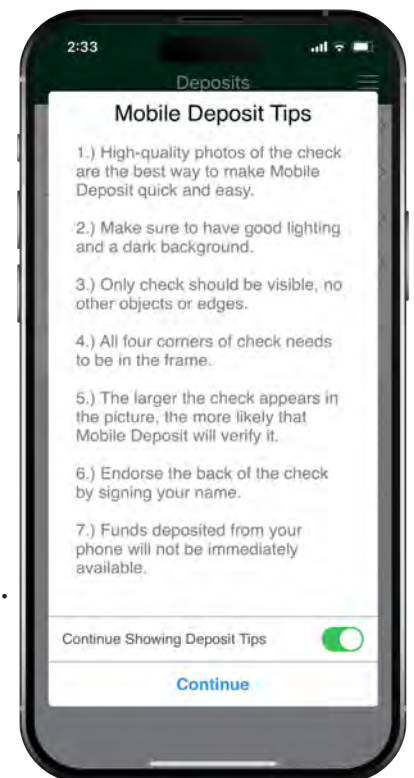 2:33
Deposits
Mobile Deposit Tips
1.) High-quality photos of the check
are the best way to make Mobile
Deposit quick and easy.
2.) Make sure to have good lighting
and a dark background.
3.) Only check should be visible, no
other objects or edges.
4.) All four corners of check needs
to be in the frame.
5.) The larger the check appears in
the picture, the more likely that
Mobile Deposit will verify it.
6.) Endorse the back of the check
by signing your name.
7.) Funds deposited from your
phone will not be immediately
available.
Continue Showing Deposit Tips
Continue